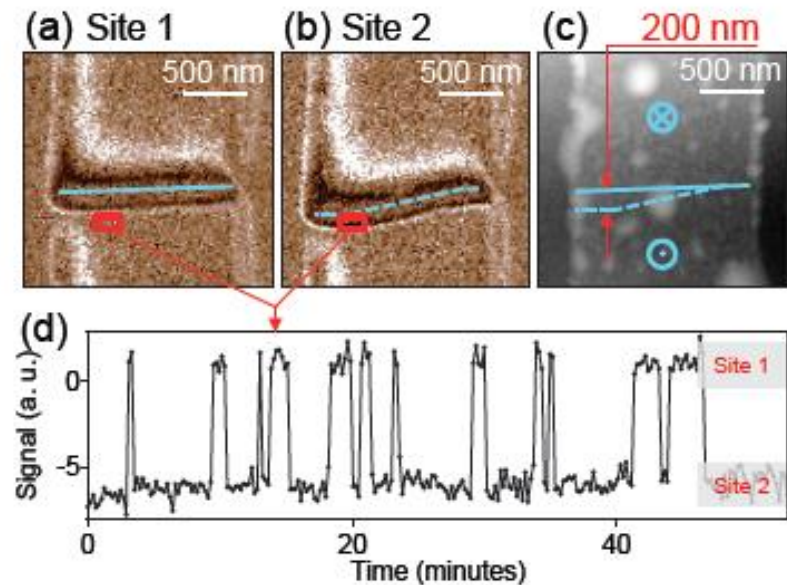 (a) Site 1
(b) Site 2
(c)
200 nm
500 nm
500 nm
500 nm
(d)
Signal (a. u.)
0
-5
Site 1
Site 2
0
20
40
Time (minutes)